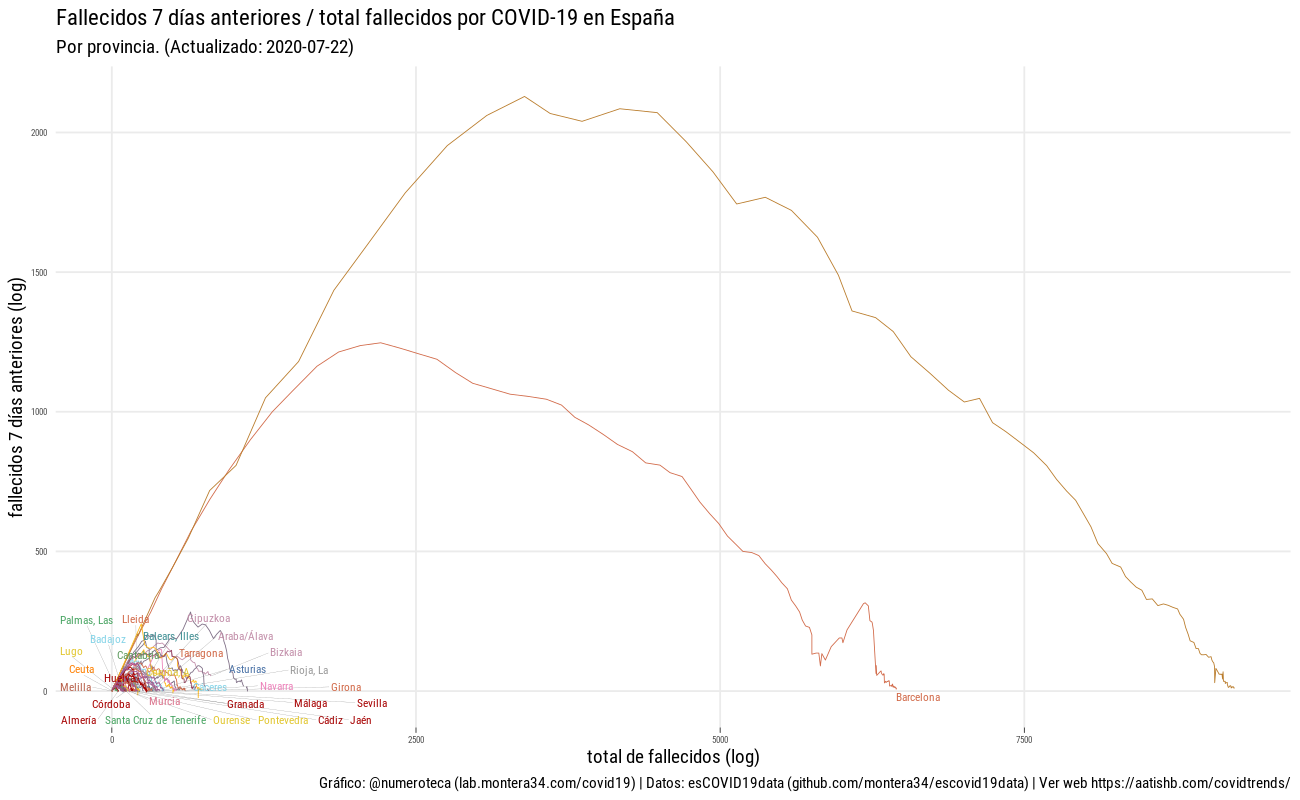 Fallecidos 7 días anteriores / total fallecidos por COVID-19 en España
Por provincia. (Actualizado: 2020-07-22)
fallecidos 7 días anteriores (log)
2000
1500
1000
500
0
Palmas, Las
Lleida
Gipuzkoa
Badajoz
Balears, Illes
Araba/Álava
Lugo
Tarragona
Bizkaia
Ceuta
Asturias
Rioja, La
Melilla
Navarra
Girona
Barcelona
Córdoba
Murcia
Granada
Málaga
Sevilla
Almería
Santa Cruz de Tenerife
Ourense
Pontevedra
Cádiz
Jaén
0
2500
5000
7500
total de fallecidos (log)
Gráfico: @numeroteca (lab.montera34.com/covid19) | Datos: esCOVID19data (github.com/montera34/escovid19data) | Ver web https://aatishb.com/covidtrends/